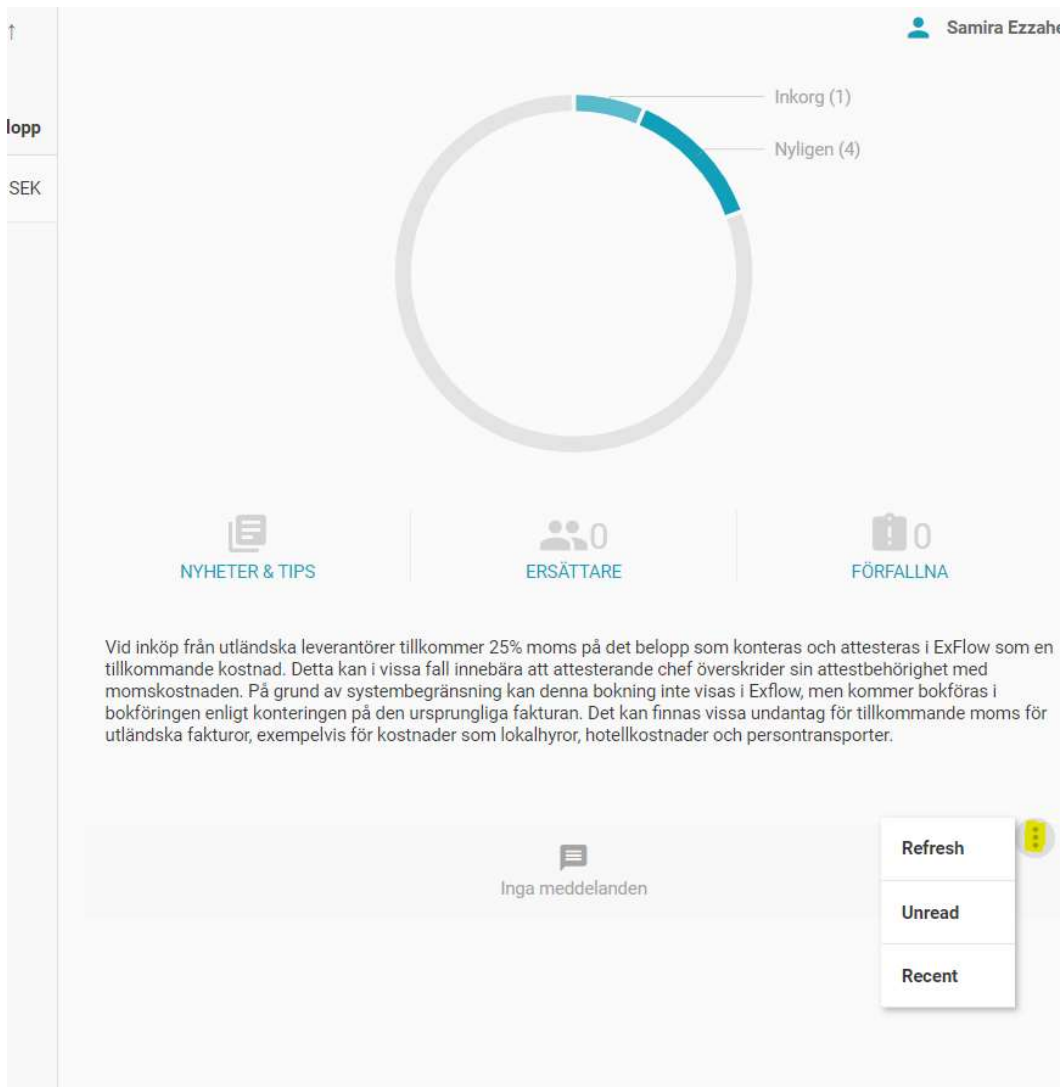 ↑
Samira Ezzahe
Inkorg (1)
lopp
Nyligen (4)
SEK
0
0
NYHETER & TIPS
ERSÄTTARE
FÖRFALLNA
Vid inköp från utländska leverantörer tillkommer 25% moms på det belopp som konteras och attesteras i ExFlow som en
tillkommande kostnad. Detta kan i vissa fall innebära att attesterande chef överskrider sin attestbehörighet med
momskostnaden. På grund av systembegränsning kan denna bokning inte visas i Exflow, men kommer bokföras i
bokföringen enligt konteringen på den ursprungliga fakturan. Det kan finnas vissa undantag för tillkommande moms för
utländska fakturor, exempelvis för kostnader som lokalhyror, hotellkostnader och persontransporter.
Inga meddelanden
Refresh
Unread
Recent